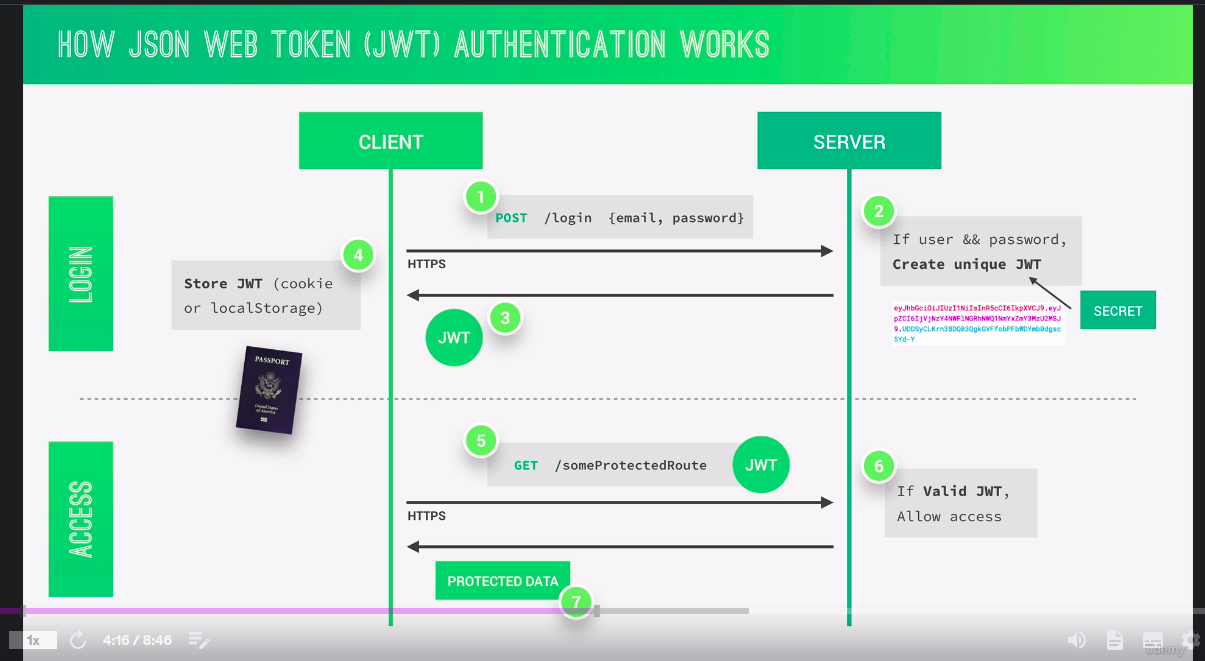 HOW JSON WEB TOKEN (JWT) AUTHENTICATION WORKS
CLIENT
SERVER
LOGIN
1
POST /login {email, password}
HTTPS
2
If user && password,
Create unique JWT
SECRET
4
Store JWT (cookie
or localStorage)
3
JWT
PASSPORT
United States
of America
ACCESS
5
GET /someProtectedRoute
JWT
HTTPS
6
If Valid JWT,
Allow access
PROTECTED DATA
7
1x
4:16 / 8:46
udemy